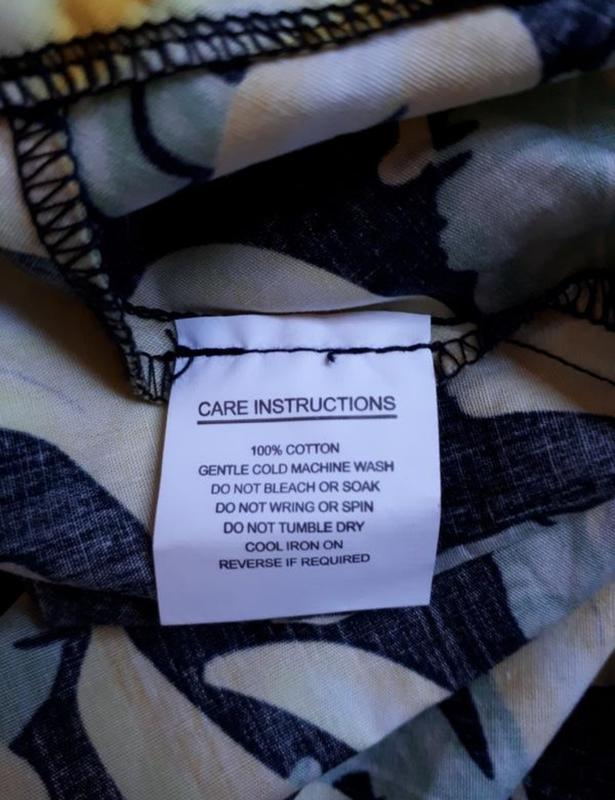 CARE INSTRUCTIONS
100% COTTON
GENTLE COLD MACHINE WASH
DO NOT BLEACH OR SOAK
DO NOT WRING OR SPIN
DO NOT TUMBLE DRY
COOL IRON ON
REVERSE IF REQUIRED